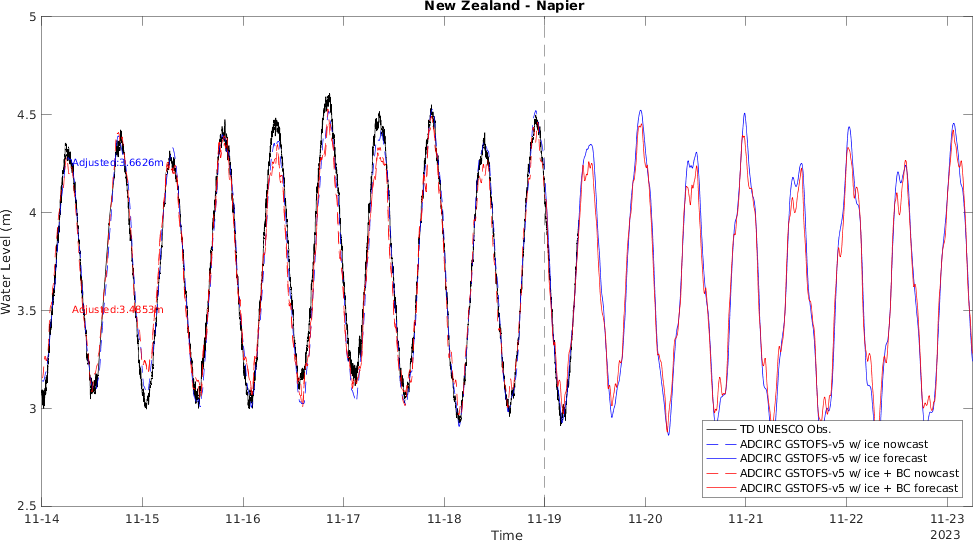 New Zealand - Napier
5
4.5
4
3.5
3
2.5
Water Level (m)
Adjusted:3.6626m
Adjusted:3.4853m
TD UNESCO Obs.
ADCIRC GSTOFS-v5 w/ ice nowcast
ADCIRC GSTOFS-v5 w/ ice forecast
ADCIRC GSTOFS-v5 w/ ice + BC nowcast
ADCIRC GSTOFS-v5 w/ ice + BC forecast
11-14 11-15 11-16 11-17 11-18 11-19 11-20 11-21 11-22 11-23
Time
2023